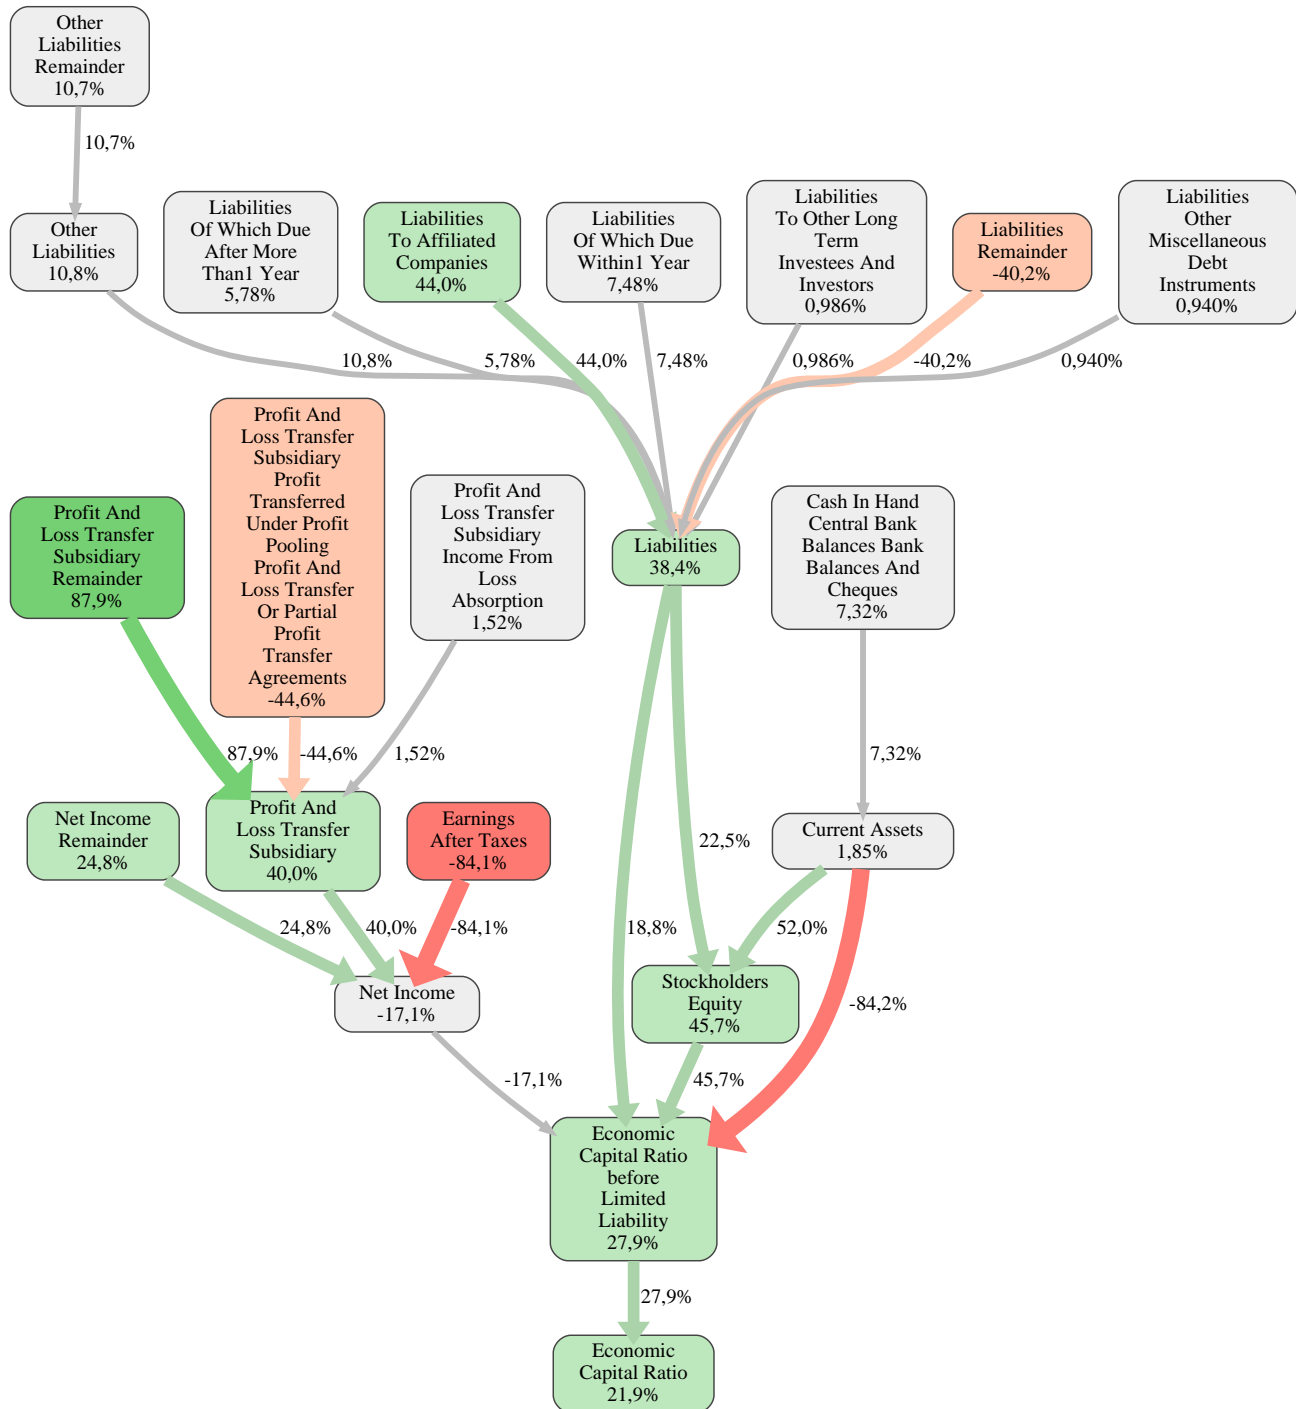 Other
Liabilities
Remainder
10,7%
10,7%
Other
Liabilities
10,8%
Liabilities
Of Which Due
After More
Than1 Year
5,78%
Liabilities
To Affiliated
Companies
44,0%
Liabilities
Of Which Due
Within1 Year
7,48%
Liabilities
To Other Long
Term
Investees And
Investors
0,986%
Liabilities
Remainder
-40,2%
Liabilities
Other
Miscellaneous
Debt
Instruments
0,940%
10,8%
5,78%
44,0%
7,48%
0,986%
-40,2%
0,940%
Profit And
Loss Transfer
Subsidiary
Remainder
87,9%
Profit And
Loss Transfer
Subsidiary
Profit
Transferred
Under Profit
Pooling
Profit And
Loss Transfer
Or Partial
Profit
Transfer
Agreements
-44,6%
Profit And
Loss Transfer
Subsidiary
Income From
Loss
Absorption
1,52%
Liabilities
38,4%
Cash In Hand
Central Bank
Balances Bank
Balances And
Cheques
7,32%
87,9%
-44,6%
1,52%
7,32%
Net Income
Remainder
24,8%
Profit And
Loss Transfer
Subsidiary
40,0%
Earnings
After Taxes
-84,1%
Current Assets
1,85%
24,8%
40,0%
-84,1%
18,8%
22,5%
52,0%
-84,2%
Net Income
-17,1%
Stockholders
Equity
45,7%
-17,1%
45,7%
Economic
Capital Ratio
before
Limited
Liability
27,9%
27,9%
Economic
Capital Ratio
21,9%